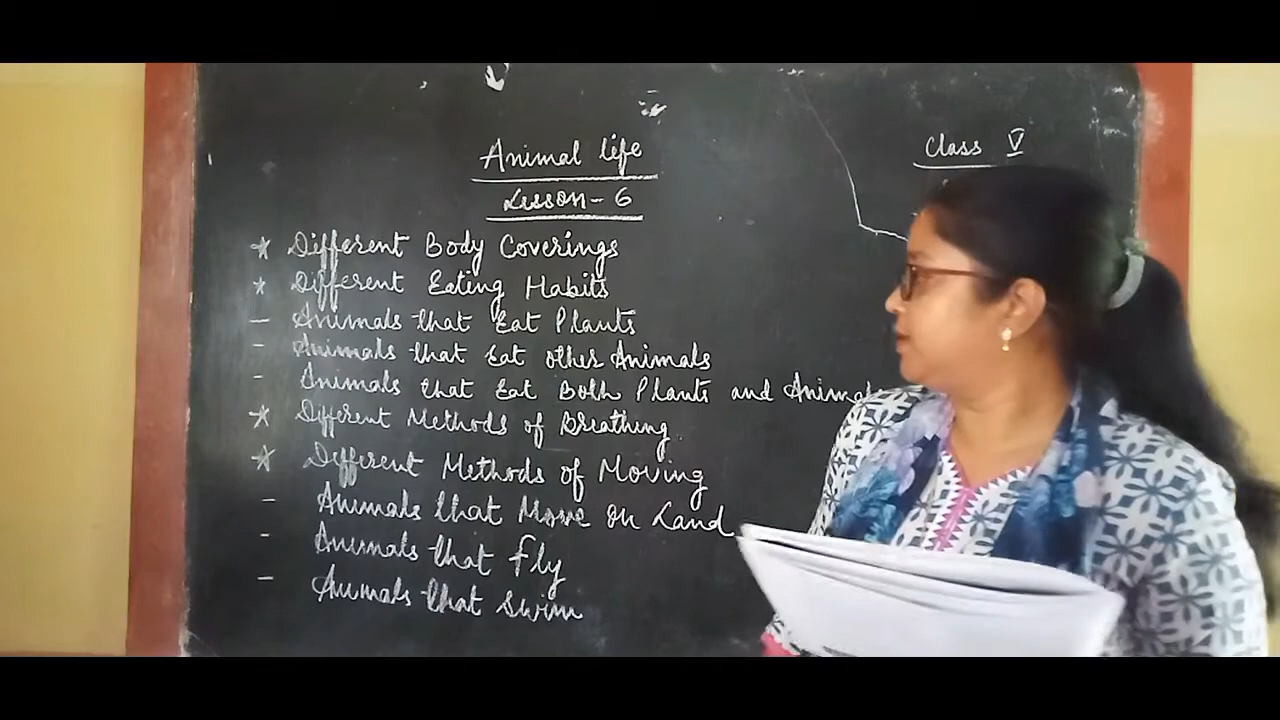 Animal life
Class V
Lesson - 6
* Different Body Coverings
* Different Eating Habits
- Animals that Eat Plants
- Animals that Eat other Animals
- Animals that Eat Both Plants and Animals
* Different Methods of Breathing.
* Different Methods of Moving
- Animals that Move on Land
- Animals that fly
- Animals that swim